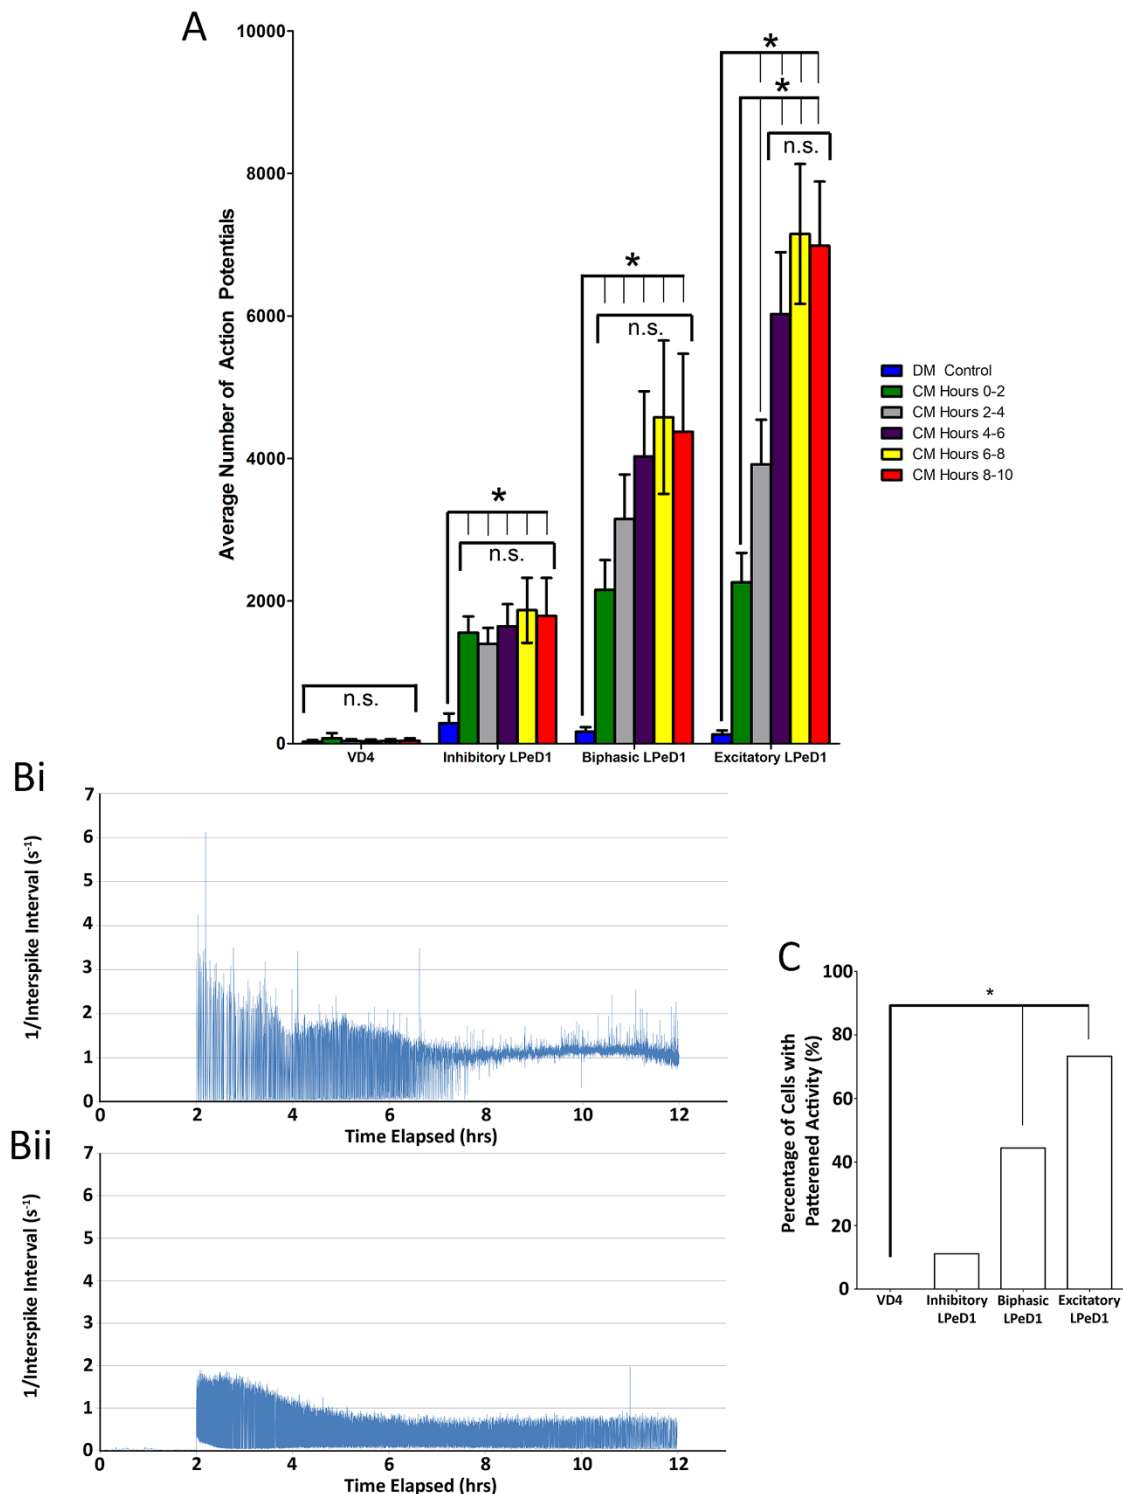 A
10000
8000
6000
4000
2000
0
Average Number of Action Potentials
n.s.
*
n.s.
*
n.s.
*
*
n.s.
VD4
Inhibitory LPeD1
Biphasic LPeD1
Excitatory LPeD1
DM Control
CM Hours 0-2
CM Hours 2-4
CM Hours 4-6
CM Hours 6-8
CM Hours 8-10
Bi
7
6
5
4
3
2
1
0
1/Interspike Interval (s⁻¹)
0 2 4 6 8 10 12
Time Elapsed (hrs)
Bii
7
6
5
4
3
2
1
0
1/Interspike Interval (s⁻¹)
0 2 4 6 8 10 12
Time Elapsed (hrs)
C
100
80
60
40
20
0
Percentage of Cells with
Patterened Activity (%)
*
VD4
Inhibitory
LPeD1
Biphasic
LPeD1
Excitatory
LPeD1